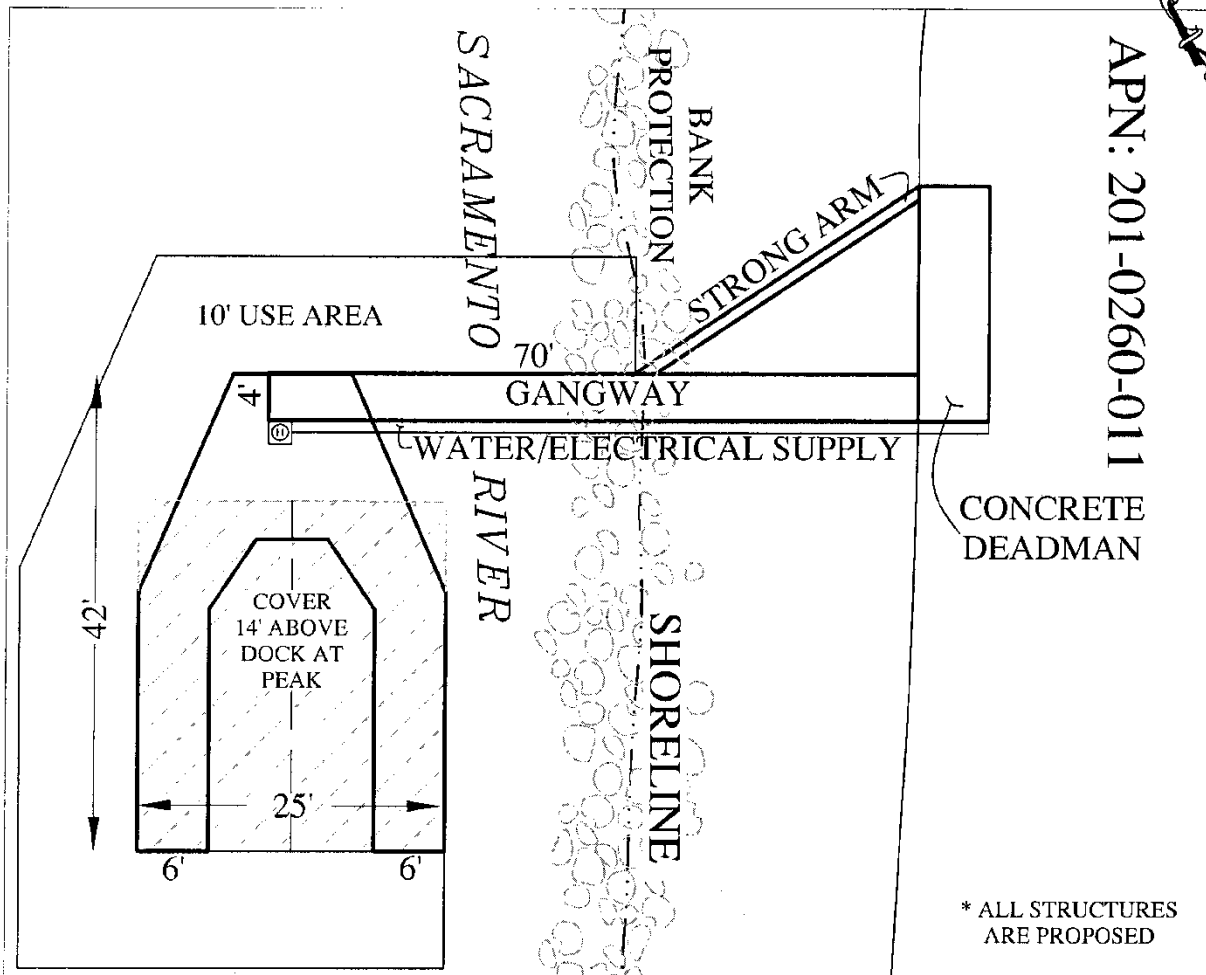 APN: 201-0260-011
SACRAMENTO
RIVER
BANK
PROTECTION
STRONG ARM
10' USE AREA
70'
GANGWAY
4'
WATER/ELECTRICAL SUPPLY
CONCRETE
DEADMAN
42'
COVER
14' ABOVE
DOCK AT
PEAK
SHORELINE
25'
6'
6'
* ALL STRUCTURES
ARE PROPOSED